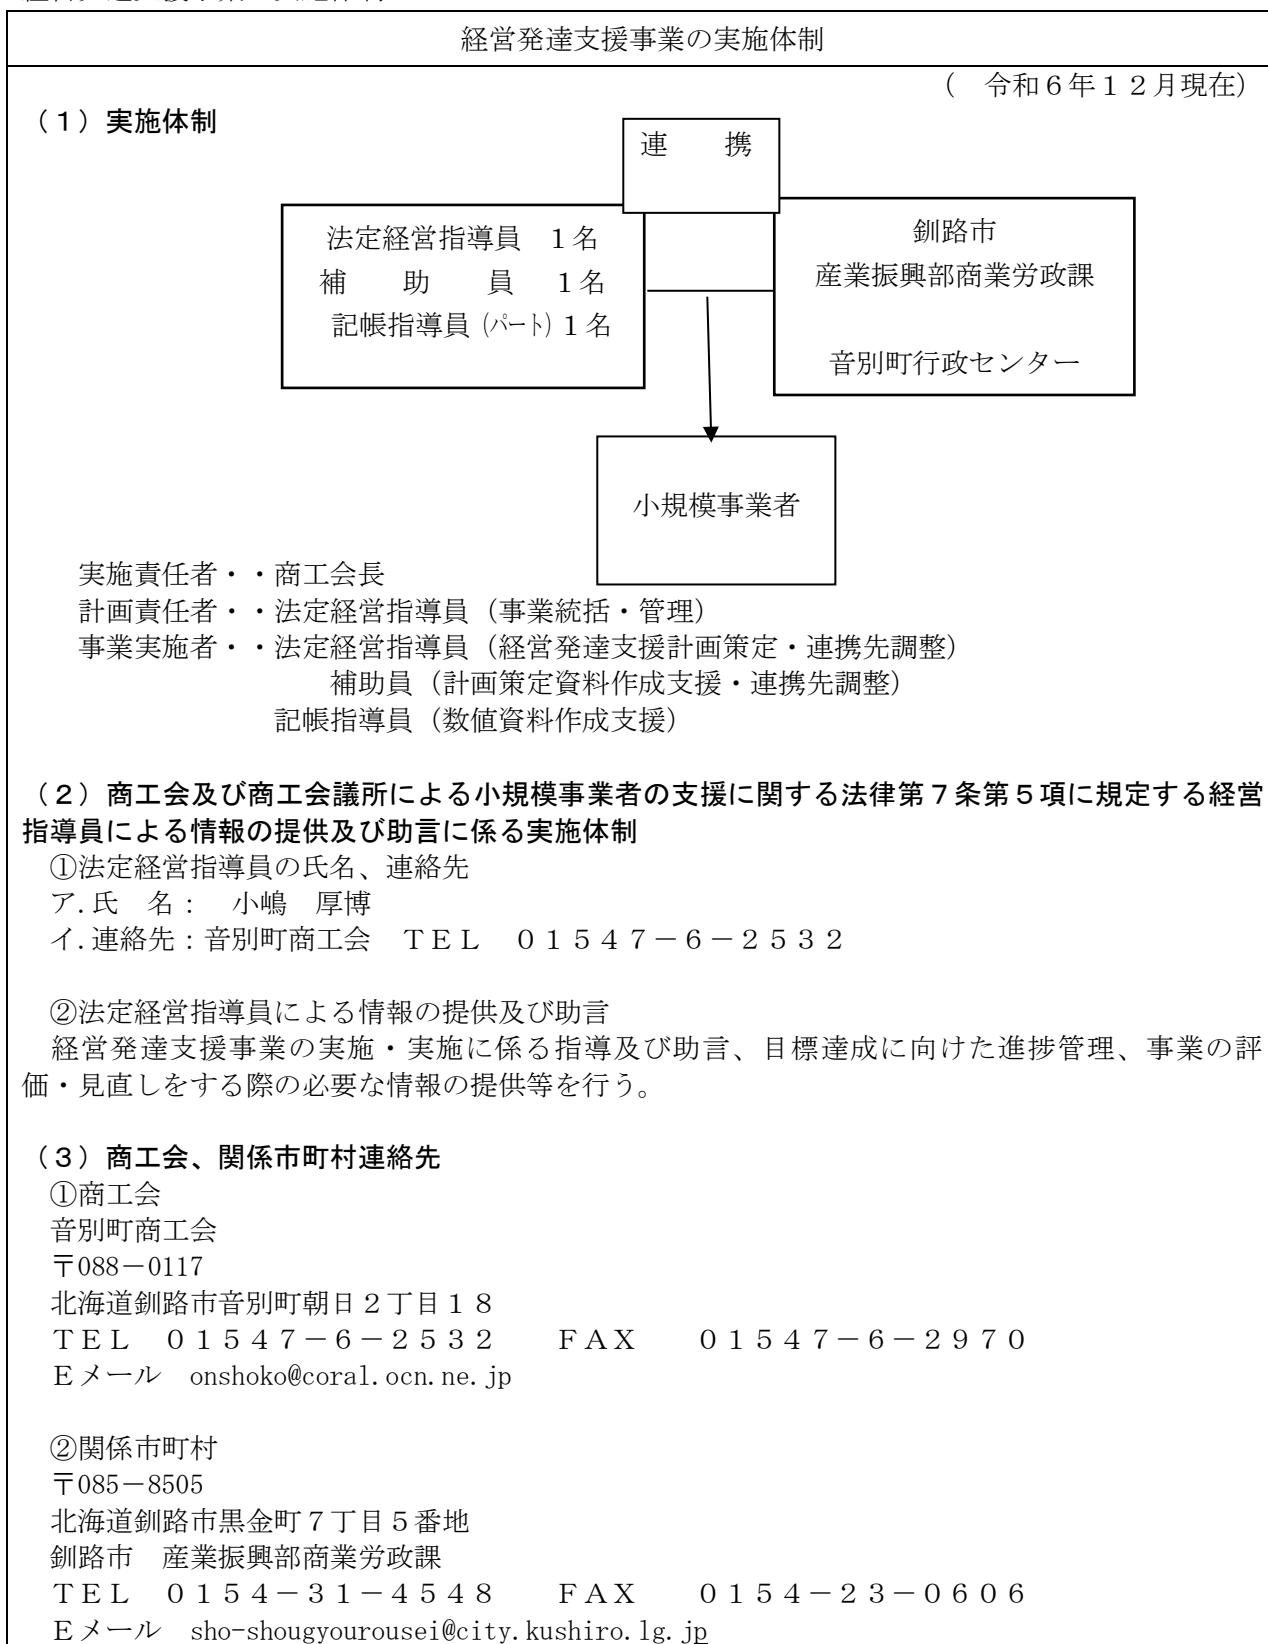 経営発達支援事業の実施体制
（　令和６年１２月現在）
（１）実施体制
連　携
法定経営指導員　１名
補　助　員　１名
記帳指導員（パート）１名
釧路市
産業振興部商業労政課
音別町行政センター
小規模事業者
実施責任者・・商工会長
計画責任者・・法定経営指導員（事業統括・管理）
事業実施者・・法定経営指導員（経営発達支援計画策定・連携先調整）
補助員（計画策定資料作成支援・連携先調整）
記帳指導員（数値資料作成支援）
（２）商工会及び商工会議所による小規模事業者の支援に関する法律第７条第５項に規定する経営
指導員による情報の提供及び助言に係る実施体制
①法定経営指導員の氏名、連絡先
ア.氏　名：　小嶋　厚博
イ.連絡先：音別町商工会　ＴＥＬ　０１５４７－６－２５３２
②法定経営指導員による情報の提供及び助言
経営発達支援事業の実施・実施に係る指導及び助言、目標達成に向けた進捗管理、事業の評
価・見直しをする際の必要な情報の提供等を行う。
（３）商工会、関係市町村連絡先
①商工会
音別町商工会
〒088－0117
北海道釧路市音別町朝日２丁目１８
ＴＥＬ　０１５４７－６－２５３２　　ＦＡＸ　　０１５４７－６－２９７０
Ｅメール　onshoko@coral.ocn.ne.jp
②関係市町村
〒085－8505
北海道釧路市黒金町７丁目５番地
釧路市　産業振興部商業労政課
ＴＥＬ　０１５４－３１－４５４８　　ＦＡＸ　　０１５４－２３－０６０６
Ｅメール　sho-shougyourousei@city.kushiro.lg.jp